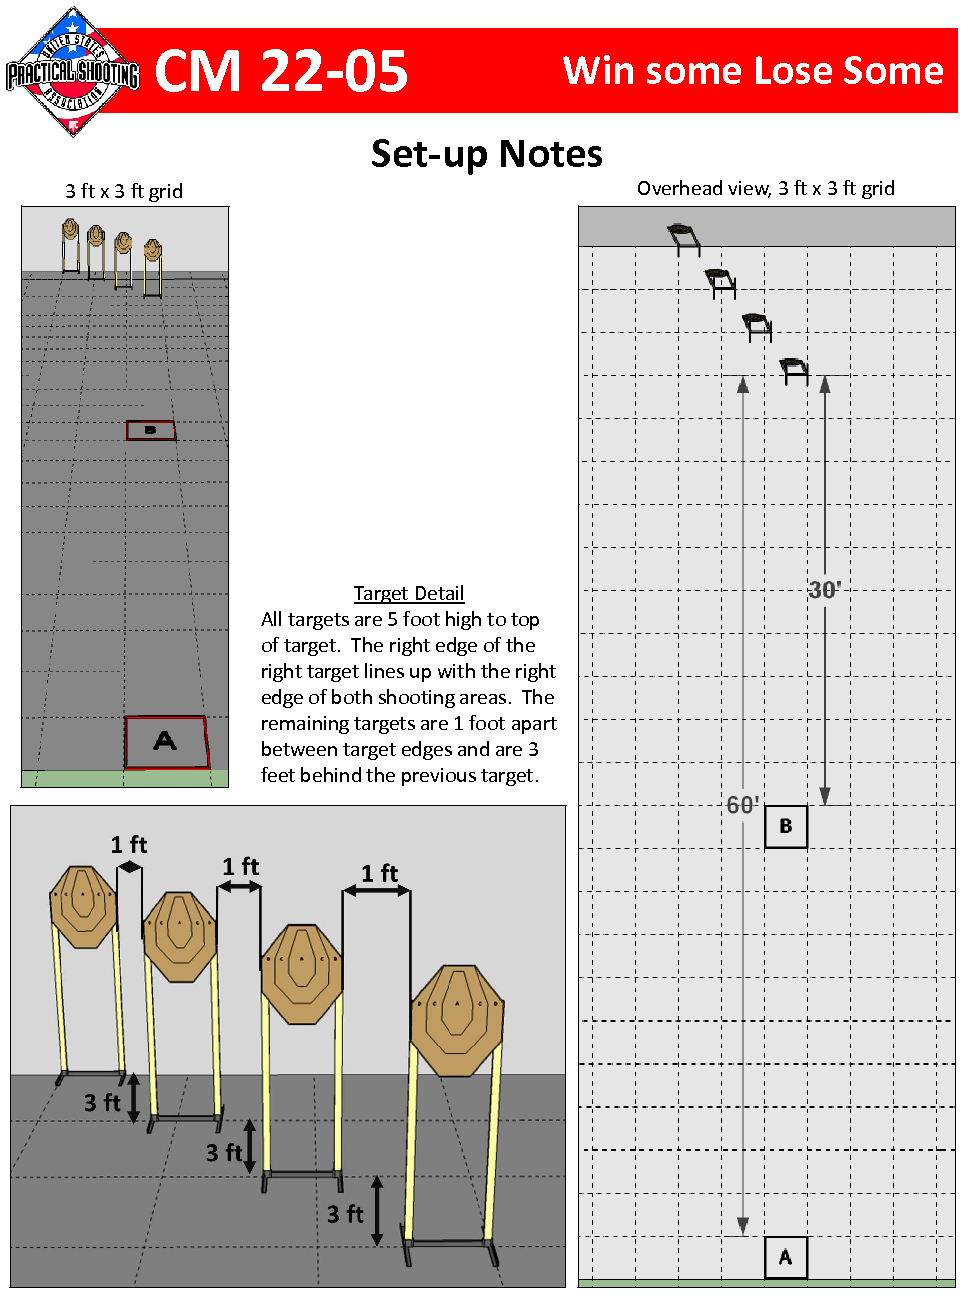 UNITED STATES
PRACTICAL SHOOTING
ASSOCIATION
CM 22-05
Win some Lose Some
Set-up Notes
3 ft x 3 ft grid
Overhead view, 3 ft x 3 ft grid
B
A
Target Detail
All targets are 5 foot high to top
of target.  The right edge of the
right target lines up with the right
edge of both shooting areas.  The
remaining targets are 1 foot apart
between target edges and are 3
feet behind the previous target.
30'
60'
B
A
1 ft
1 ft
1 ft
D C A C D
D C A C D
D C A C D
3 ft
3 ft
3 ft